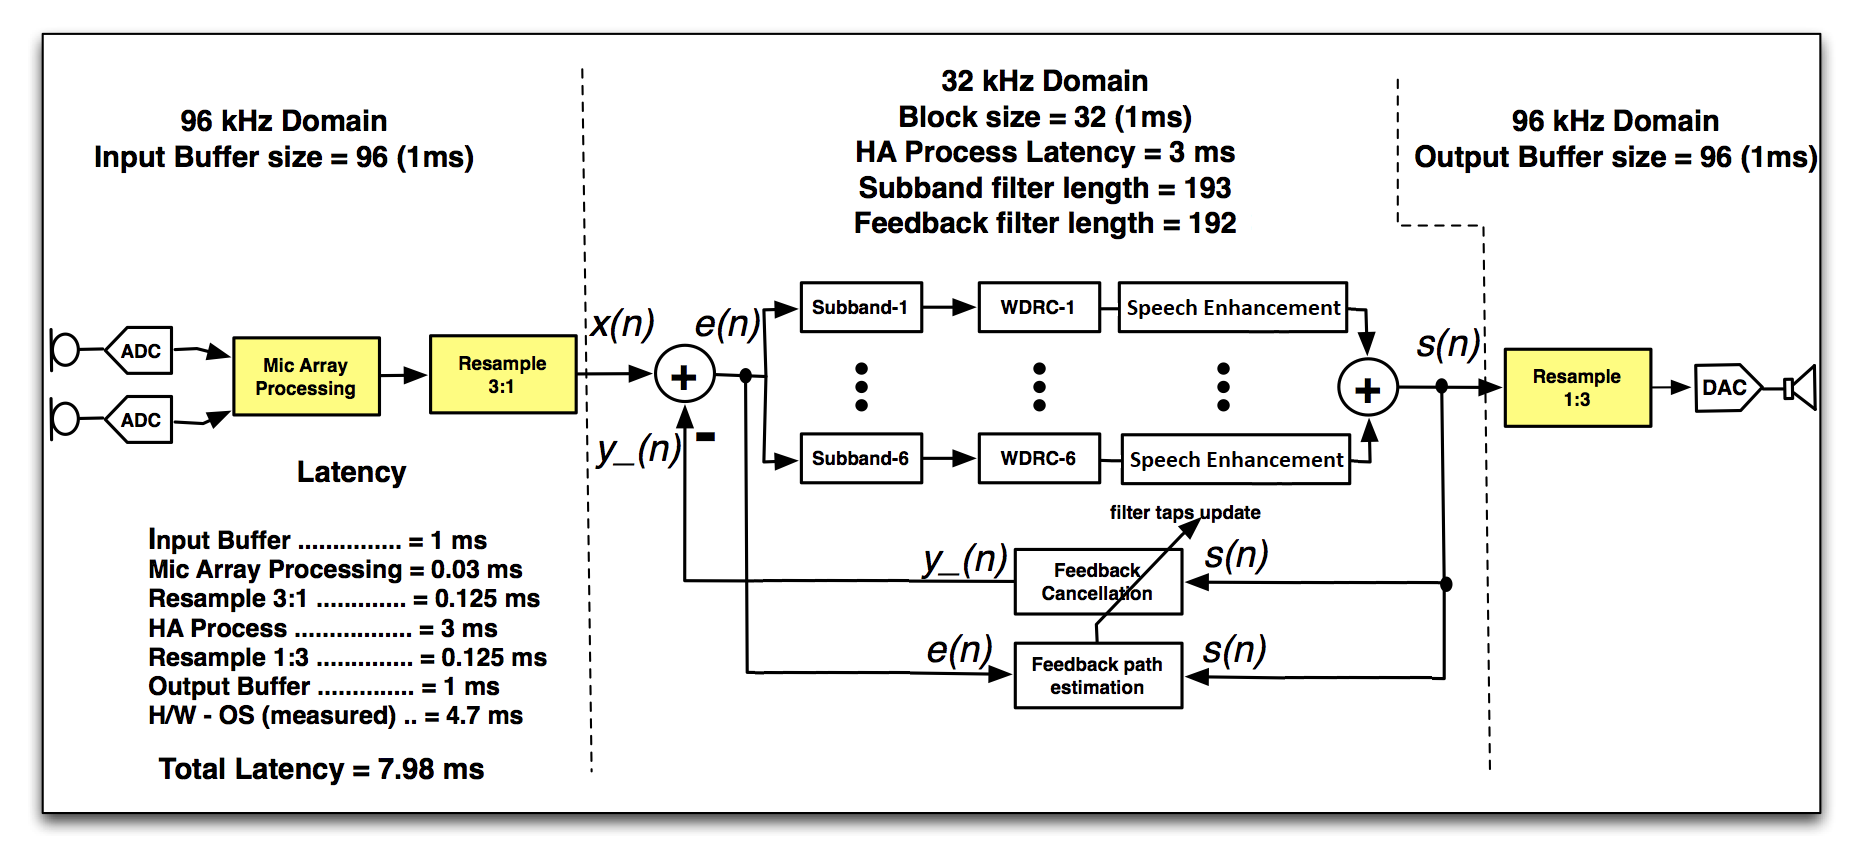 96 kHz Domain
Input Buffer size = 96 (1ms)
32 kHz Domain
Block size = 32 (1ms)
HA Process Latency = 3 ms
Subband filter length = 193
Feedback filter length = 192
96 kHz Domain
Output Buffer size = 96 (1ms)
ADC
ADC
Mic Array
Processing
Resample
3:1
x(n)
+
e(n)
y_(n)
-
Subband-1
WDRC-1
Speech Enhancement
Subband-6
WDRC-6
Speech Enhancement
+
s(n)
Resample
1:3
DAC
filter taps update
y_(n)
Feedback
Cancellation
s(n)
e(n)
Feedback path
estimation
s(n)
Latency
Input Buffer ............... = 1 ms
Mic Array Processing = 0.03 ms
Resample 3:1 ............. = 0.125 ms
HA Process ................. = 3 ms
Resample 1:3 .............. = 0.125 ms
Output Buffer .............. = 1 ms
H/W - OS (measured) .. = 4.7 ms
Total Latency = 7.98 ms